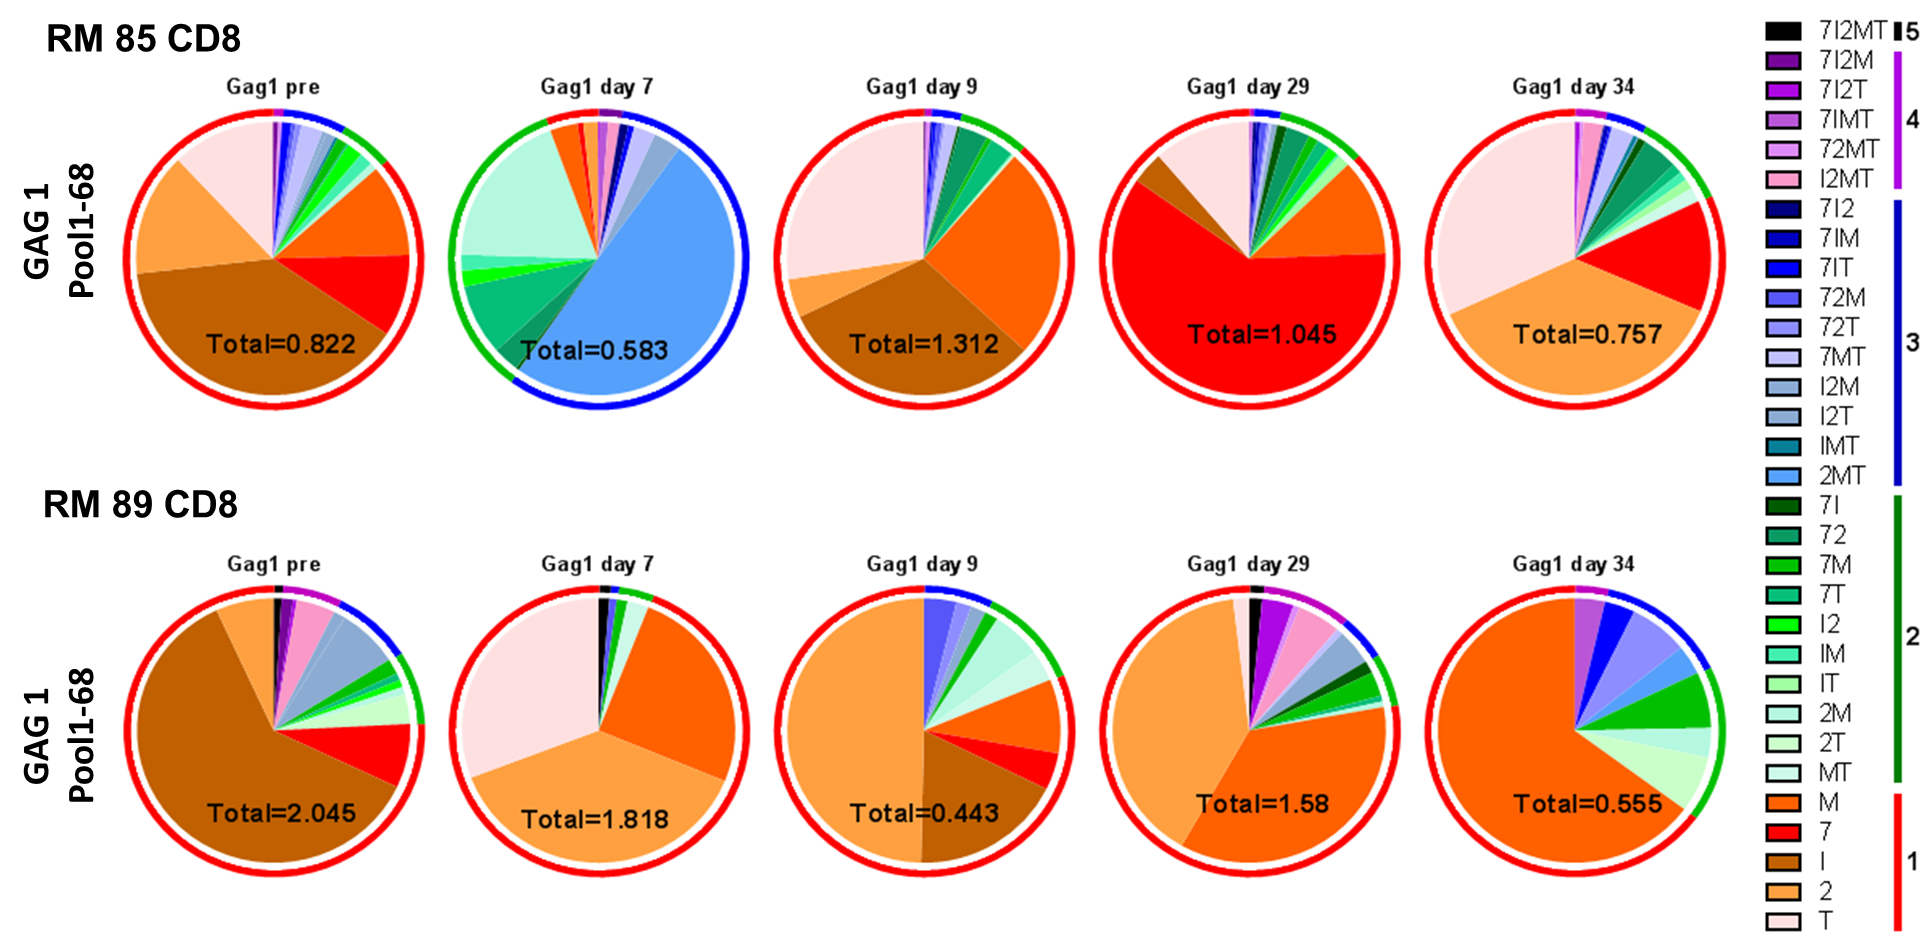 RM 85 CD8
GAG 1
Pool1-68
Gag1 pre
Total=0.822
Gag1 day 7
Total=0.583
Gag1 day 9
Total=1.312
Gag1 day 29
Total=1.045
Gag1 day 34
Total=0.757
RM 89 CD8
GAG 1
Pool1-68
Gag1 pre
Total=2.045
Gag1 day 7
Total=1.818
Gag1 day 9
Total=0.443
Gag1 day 29
Total=1.58
Gag1 day 34
Total=0.555
7I2MT
7I2M
7I2T
7IMT
72MT
I2MT
7I2
7IM
7IT
72M
72T
7MT
I2M
I2T
IMT
2MT
7I
72
7M
7T
I2
IM
IT
2M
2T
MT
M
7
I
2
T
5
4
3
2
1